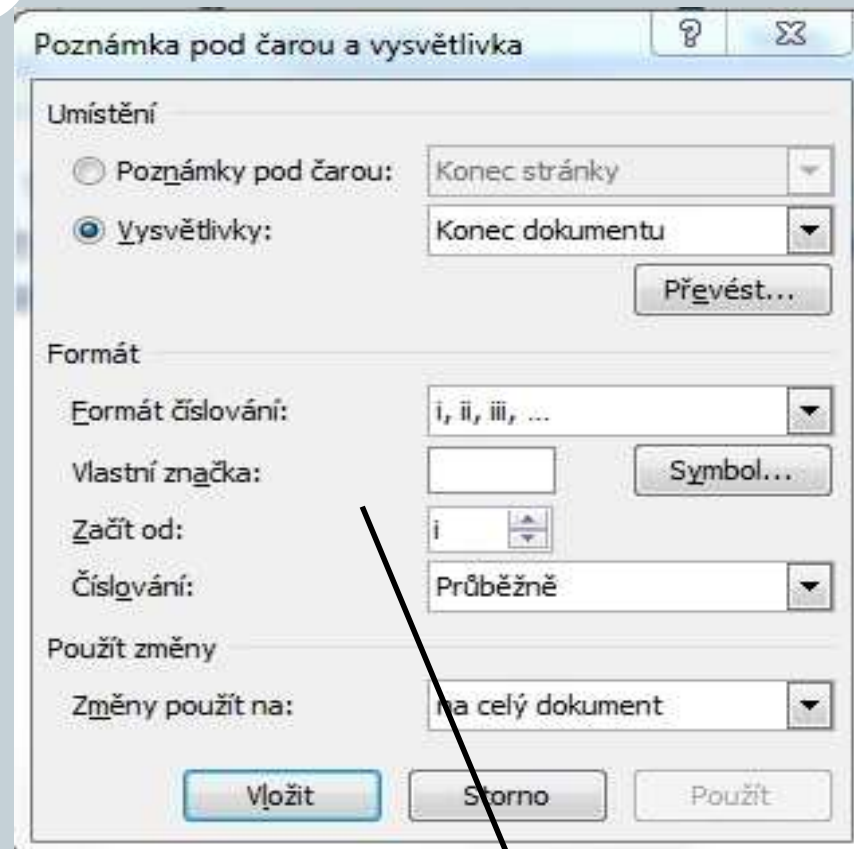 Poznámka pod čarou a vysvětlivka
Umístění
Poznámky pod čarou: Konec stránky
Vysvětlivky: Konec dokumentu
Převést...
Formát
Formát číslování: i, ii, iii, ...
Vlastní značka: Symbol...
Začít od: i
Číslování: Průběžně
Použít změny
Změny použít na: na celý dokument
Vložit Storno Použít